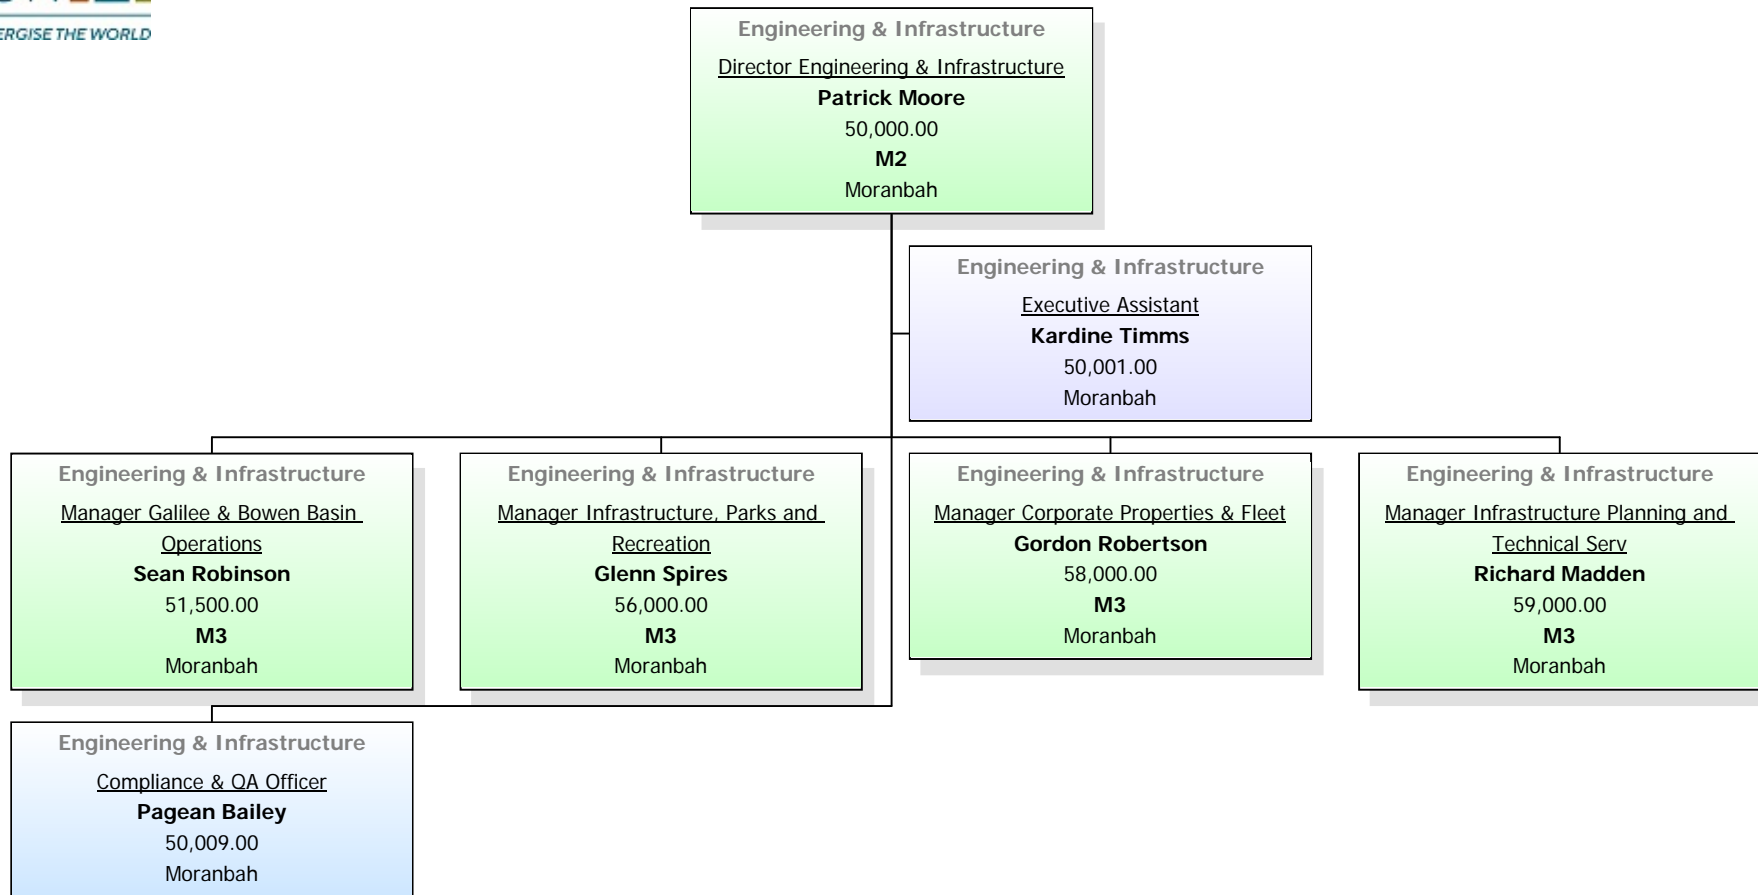 ERGISE THE WORLD
Engineering & Infrastructure
Director Engineering & Infrastructure
Patrick Moore
50,000.00
M2
Moranbah
Engineering & Infrastructure
Executive Assistant
Kardine Timms
50,001.00
Moranbah
Engineering & Infrastructure
Manager Galilee & Bowen Basin
Operations
Sean Robinson
51,500.00
M3
Moranbah
Engineering & Infrastructure
Manager Infrastructure, Parks and
Recreation
Glenn Spires
56,000.00
M3
Moranbah
Engineering & Infrastructure
Manager Corporate Properties & Fleet
Gordon Robertson
58,000.00
M3
Moranbah
Engineering & Infrastructure
Manager Infrastructure Planning and
Technical Serv
Richard Madden
59,000.00
M3
Moranbah
Engineering & Infrastructure
Compliance & QA Officer
Pagean Bailey
50,009.00
Moranbah